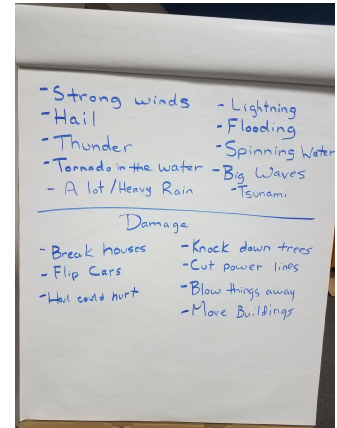 - Strong winds
- Hail
- Thunder
- Tornado in the water
- A lot / Heavy Rain
- Lightning
- Flooding
- Spinning Water
- Big Waves
- Tsunami
Damage
- Break houses
- Flip Cars
- Hail could hurt
- Knock down trees
- Cut power lines
- Blow things away
- Move Buildings